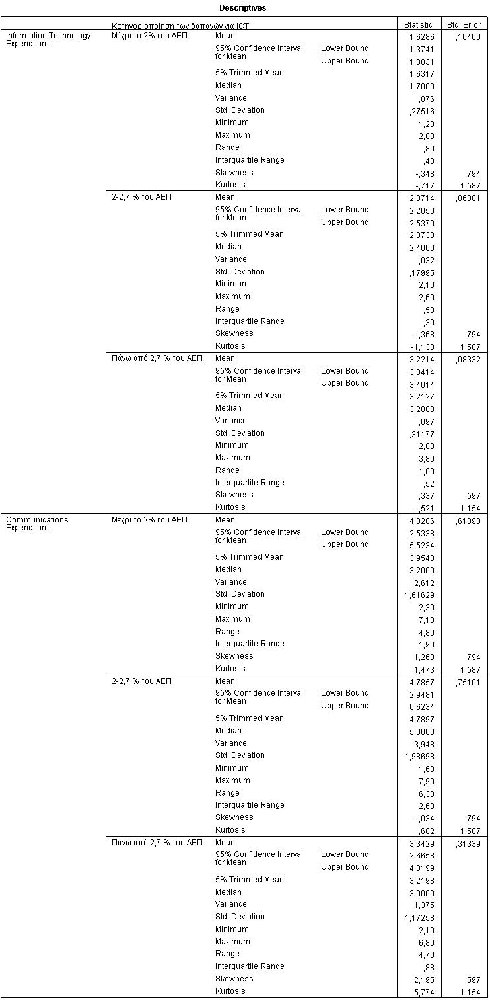 Descriptives
Κατηγοριοποίηση των δαπανών για ICT Statistic Std. Error
Information Technology Expenditure Μέχρι το 2% του ΑΕΠ Mean 1,6286 ,10400
95% Confidence Interval for Mean Lower Bound 1,3741
Upper Bound 1,8831
5% Trimmed Mean 1,6317
Median 1,7000
Variance ,076
Std. Deviation ,27516
Minimum 1,20
Maximum 2,00
Range ,80
Interquartile Range ,40
Skewness -,348 ,794
Kurtosis -,717 1,587
2-2,7 % του ΑΕΠ Mean 2,3714 ,06801
95% Confidence Interval for Mean Lower Bound 2,2050
Upper Bound 2,5379
5% Trimmed Mean 2,3738
Median 2,4000
Variance ,032
Std. Deviation ,17995
Minimum 2,10
Maximum 2,60
Range ,50
Interquartile Range ,30
Skewness -,368 ,794
Kurtosis -1,130 1,587
Πάνω από 2,7 % του ΑΕΠ Mean 3,2214 ,08332
95% Confidence Interval for Mean Lower Bound 3,0414
Upper Bound 3,4014
5% Trimmed Mean 3,2127
Median 3,2000
Variance ,097
Std. Deviation ,31177
Minimum 2,80
Maximum 3,80
Range 1,00
Interquartile Range ,52
Skewness ,337 ,597
Kurtosis -,521 1,154
Communications Expenditure Μέχρι το 2% του ΑΕΠ Mean 4,0286 ,61090
95% Confidence Interval for Mean Lower Bound 2,5338
Upper Bound 5,5234
5% Trimmed Mean 3,9540
Median 3,2000
Variance 2,612
Std. Deviation 1,61629
Minimum 2,30
Maximum 7,10
Range 4,80
Interquartile Range 1,90
Skewness 1,260 ,794
Kurtosis 1,473 1,587
2-2,7 % του ΑΕΠ Mean 4,7857 ,75101
95% Confidence Interval for Mean Lower Bound 2,9481
Upper Bound 6,6234
5% Trimmed Mean 4,7897
Median 5,0000
Variance 3,948
Std. Deviation 1,98698
Minimum 1,60
Maximum 7,90
Range 6,30
Interquartile Range 2,60
Skewness -,034 ,794
Kurtosis ,682 1,587
Πάνω από 2,7 % του ΑΕΠ Mean 3,3429 ,31339
95% Confidence Interval for Mean Lower Bound 2,6658
Upper Bound 4,0199
5% Trimmed Mean 3,2198
Median 3,0000
Variance 1,375
Std. Deviation 1,17258
Minimum 2,10
Maximum 6,80
Range 4,70
Interquartile Range ,88
Skewness 2,195 ,597
Kurtosis 5,774 1,154